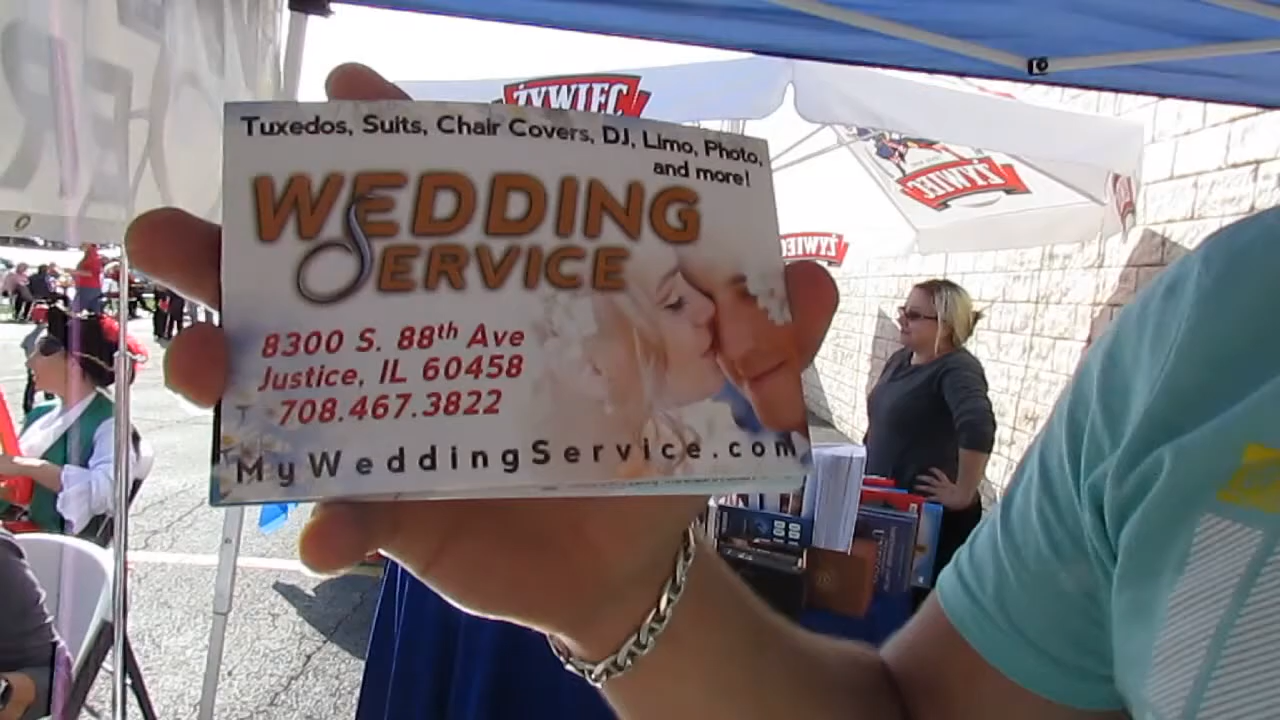 ŻYWIEC
Tuxedos, Suits, Chair Covers, DJ, Limo, Photo,
and more!
WEDDING
SERVICE
8300 S. 88th Ave
Justice, IL 60458
708.467.3822
MyWeddingService.com
ŻYWIEC
ŻYWIEC